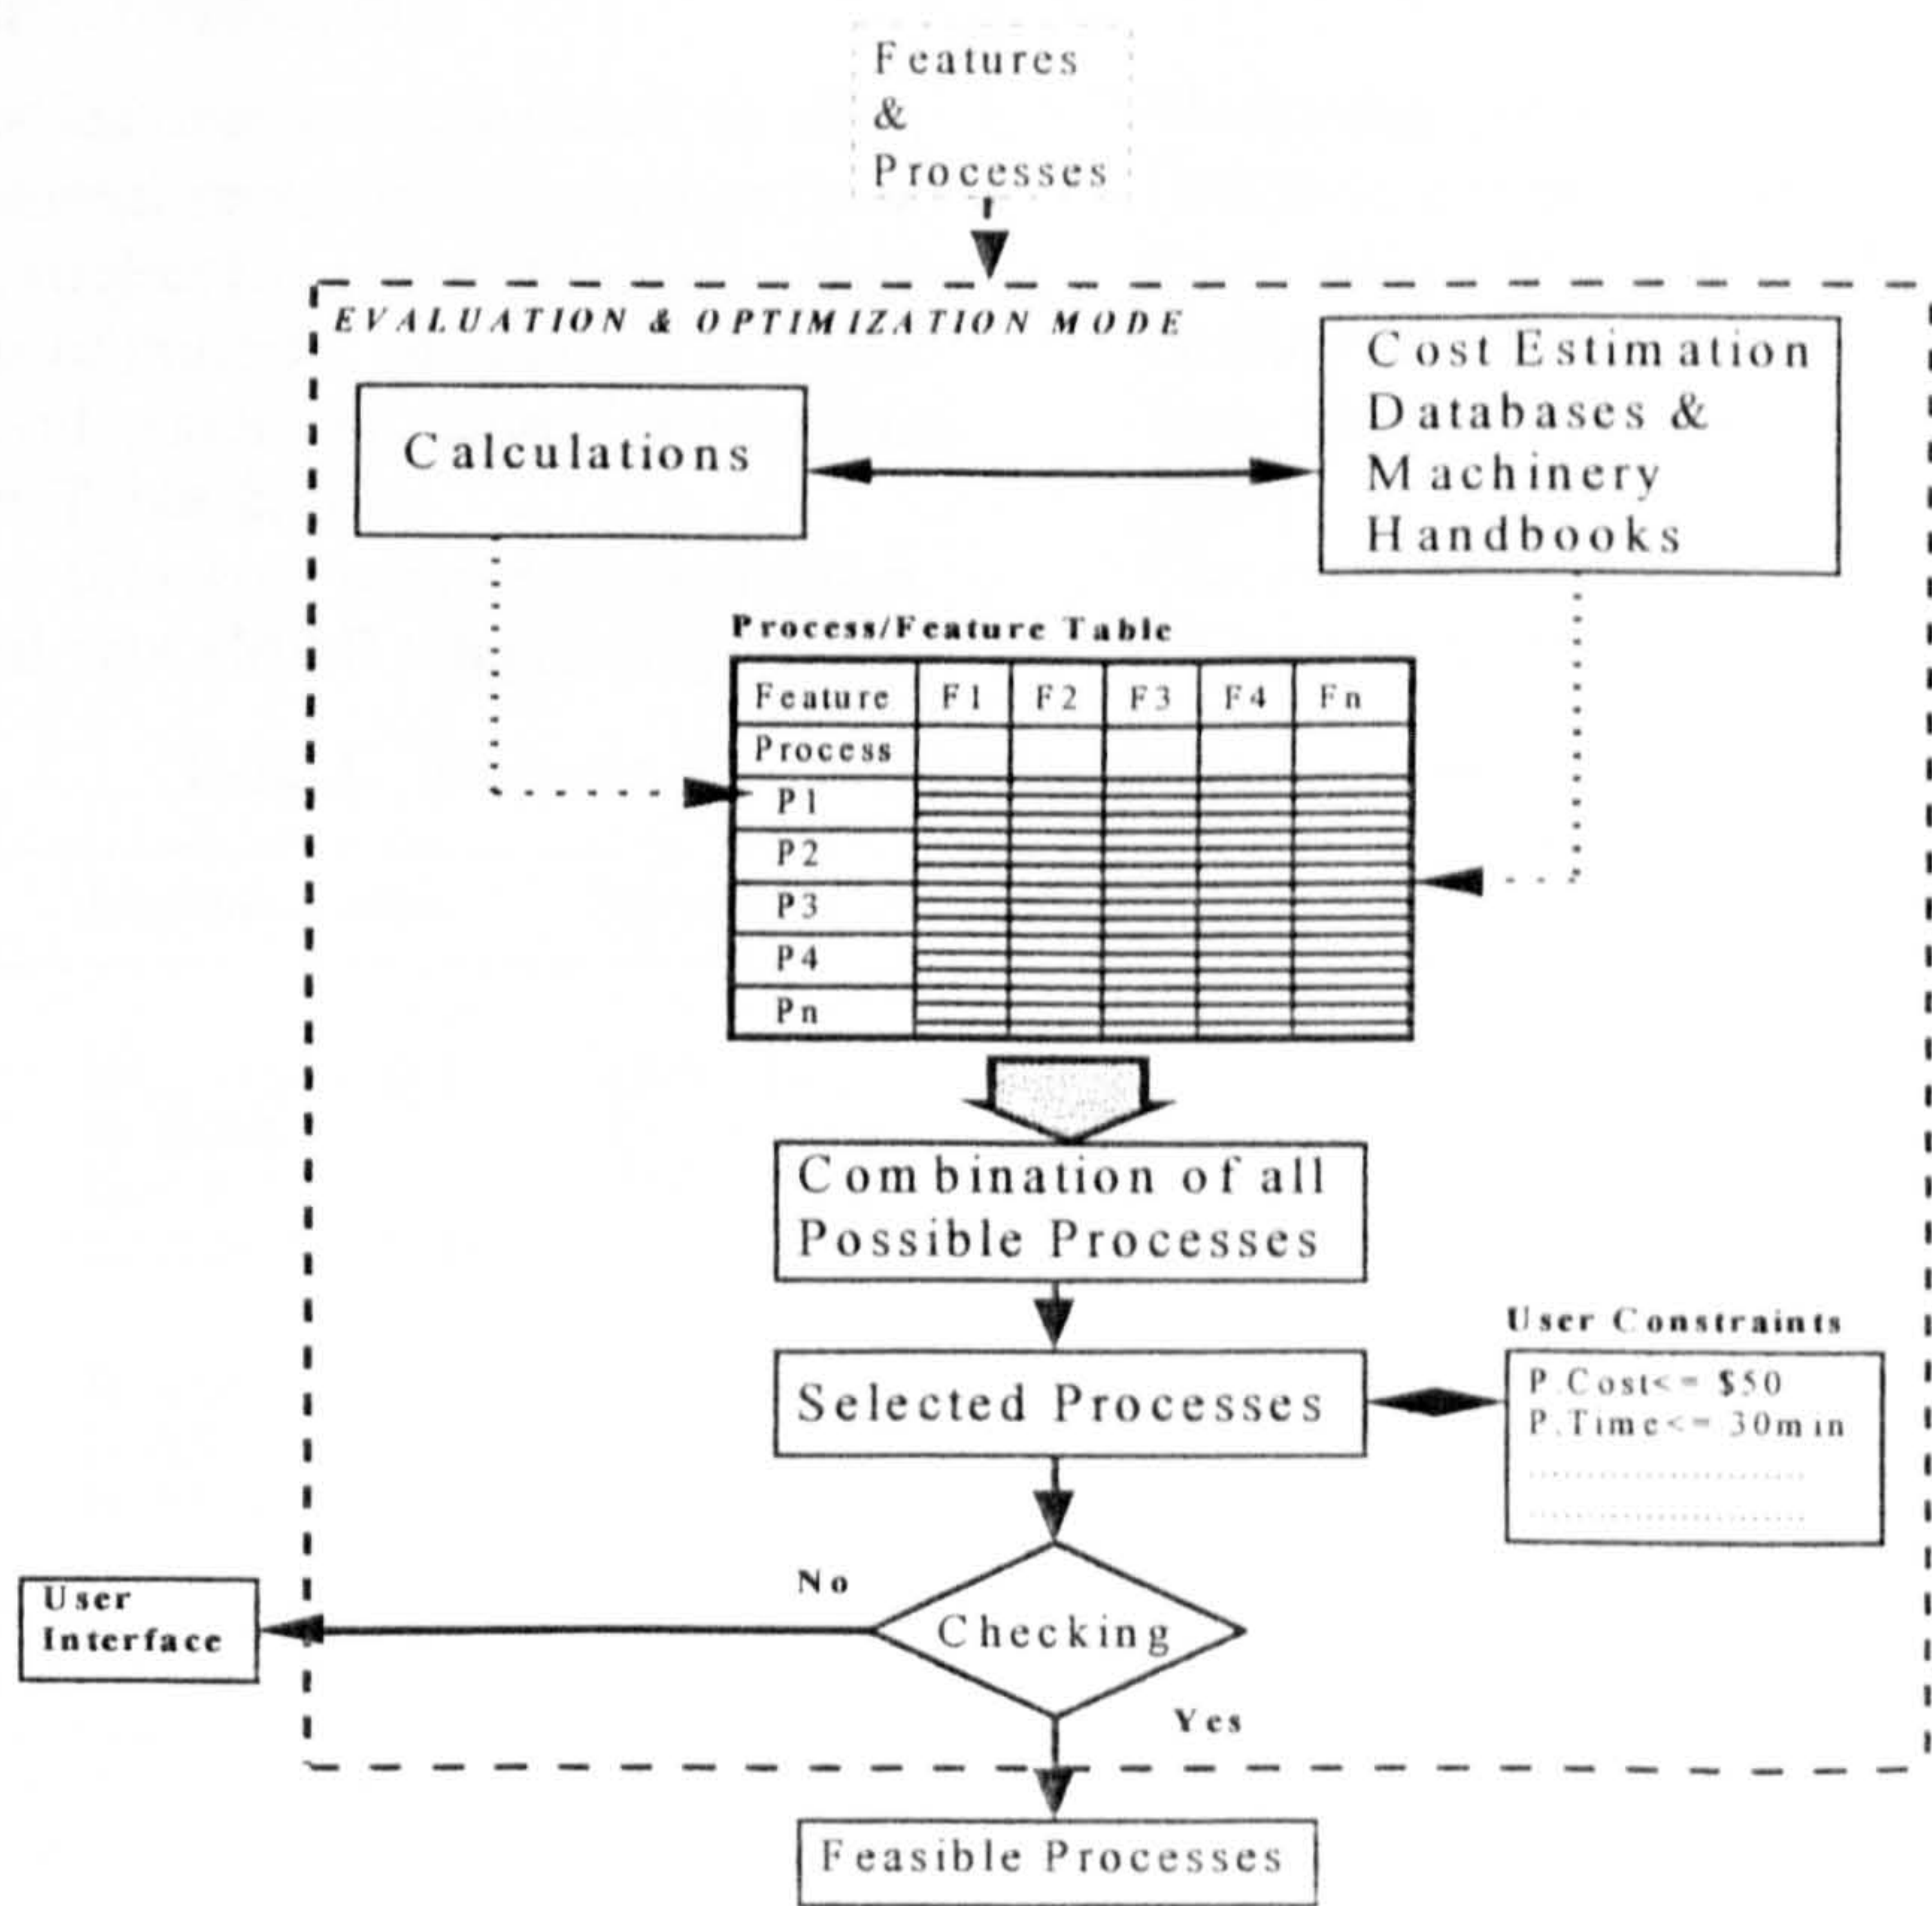 Features
&
Processes
EVALUATION & OPTIMIZATION MODE
Calculations
Cost Estimation
Databases &
Machinery
Handbooks
Process/Feature Table
Feature F1 F2 F3 F4 Fn
Process
P1
P2
P3
P4
Pn
Combination of all
Possible Processes
Selected Processes
User Constraints
P.Cost<= $50
P.Time<= 30min
......................
......................
No
User
Interface
Checking
Yes
Feasible Processes